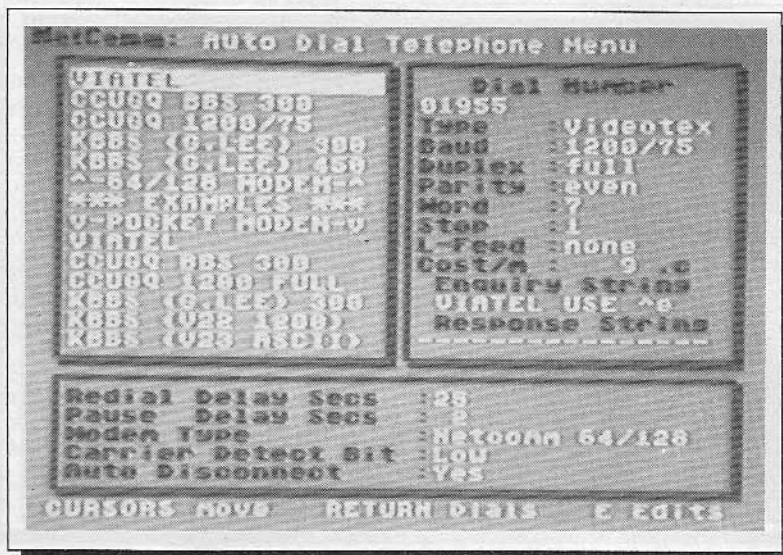 NetComm: Auto Dial Telephone Menu
VIATEL
CCUGQ BBS 300
CCUGQ 1200/75
KBBS (G.LEE) 300
KBBS (G.LEE) 450
^-64/128 MODEM-^
*** EXAMPLES ***
V-POCKET MODEM-V
VIATEL
CCUGQ BBS 300
CCUGQ 1200 FULL
KBBS (G.LEE) 300
KBBS (V22 1200)
KBBS (V23 ASCII)
Dial Number
01955
Type :Videotex
Baud :1200/75
Duplex :full
Parity :even
Word :7
Stop :1
L-Feed :none
Cost/m : 9 .c
Enquiry String
VIATEL USE ^e
Response String
----------------
Redial Delay Secs :25
Pause Delay Secs : 2
Modem Type :Netcomm 64/128
Carrier Detect Bit :Low
Auto Disconnect :Yes
CURSORS Move RETURN Dials E Edits